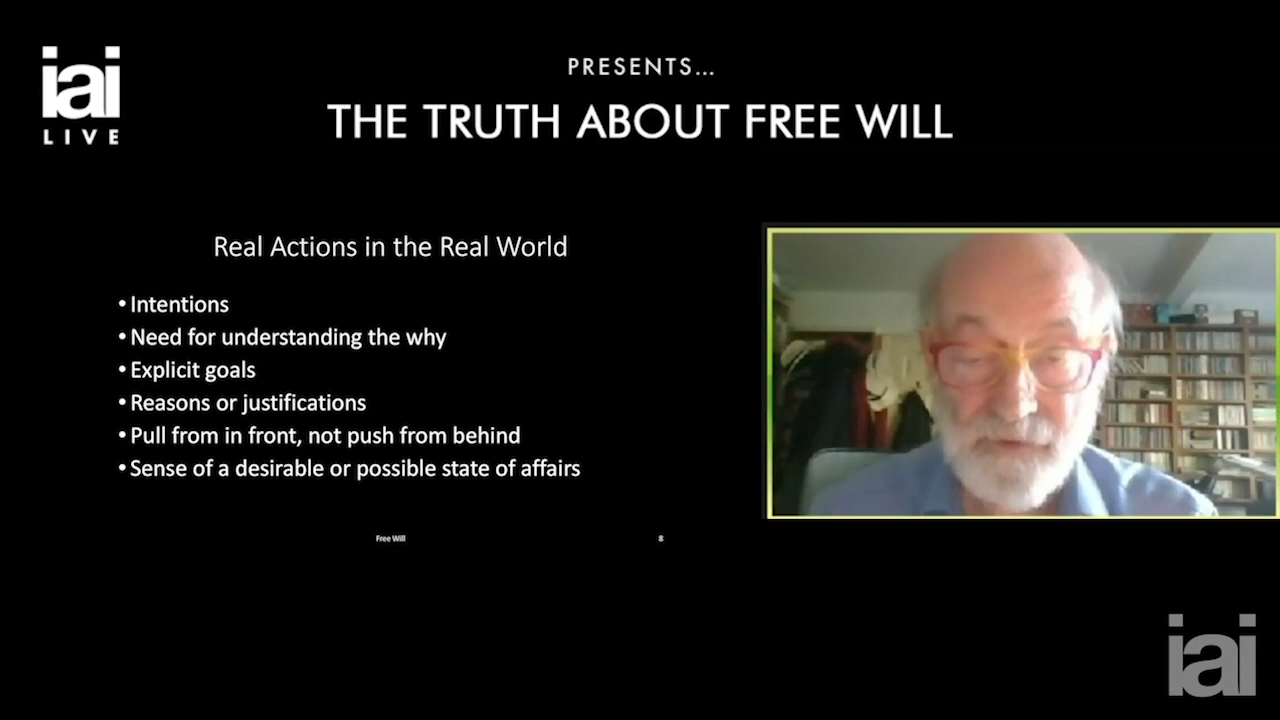 iai
LIVE
PRESENTS...
THE TRUTH ABOUT FREE WILL
Real Actions in the Real World
• Intentions
• Need for understanding the why
• Explicit goals
• Reasons or justifications
• Pull from in front, not push from behind
• Sense of a desirable or possible state of affairs
Free Will
8
iai